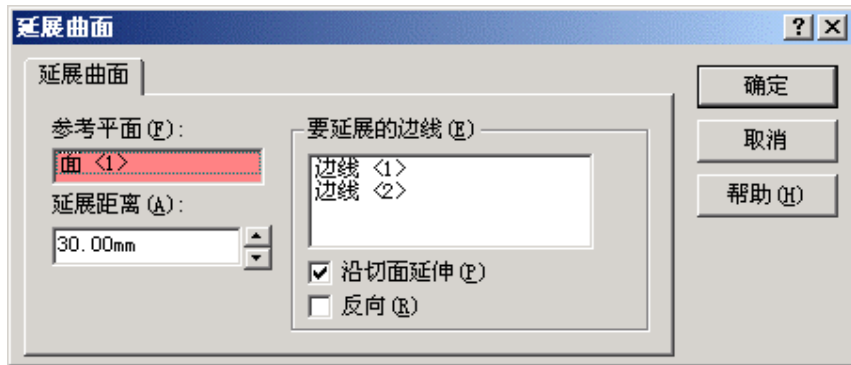 延展曲面
延展曲面
参考平面(F):
面 <1>
延展距离(A):
30.00mm
要延展的边线(E)
边线 <1>
边线 <2>
沿切面延伸(P)
反向(R)
确定
取消
帮助(H)